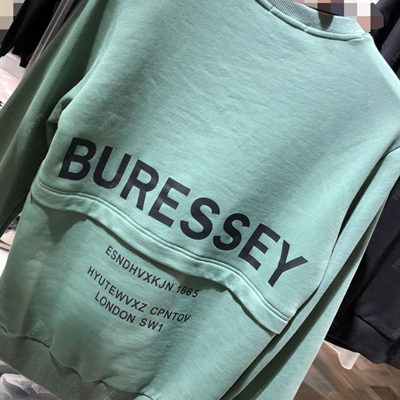 BURESSEY
ESNDHVXKJN 1865
HYUTEWVXZ CPNTOV
LONDON SW1